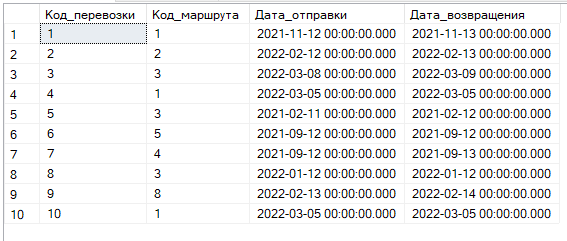 Код_перевозки Код_маршрута Дата_отправки Дата_возвращения
1 1 1 2021-11-12 00:00:00.000 2021-11-13 00:00:00.000
2 2 2 2022-02-12 00:00:00.000 2022-02-13 00:00:00.000
3 3 3 2022-03-08 00:00:00.000 2022-03-09 00:00:00.000
4 4 1 2022-03-05 00:00:00.000 2022-03-05 00:00:00.000
5 5 3 2021-02-11 00:00:00.000 2021-02-12 00:00:00.000
6 6 5 2021-09-12 00:00:00.000 2021-09-12 00:00:00.000
7 7 4 2021-09-12 00:00:00.000 2021-09-13 00:00:00.000
8 8 3 2022-01-12 00:00:00.000 2022-01-12 00:00:00.000
9 9 8 2022-02-13 00:00:00.000 2022-02-14 00:00:00.000
10 10 1 2022-03-05 00:00:00.000 2022-03-05 00:00:00.000